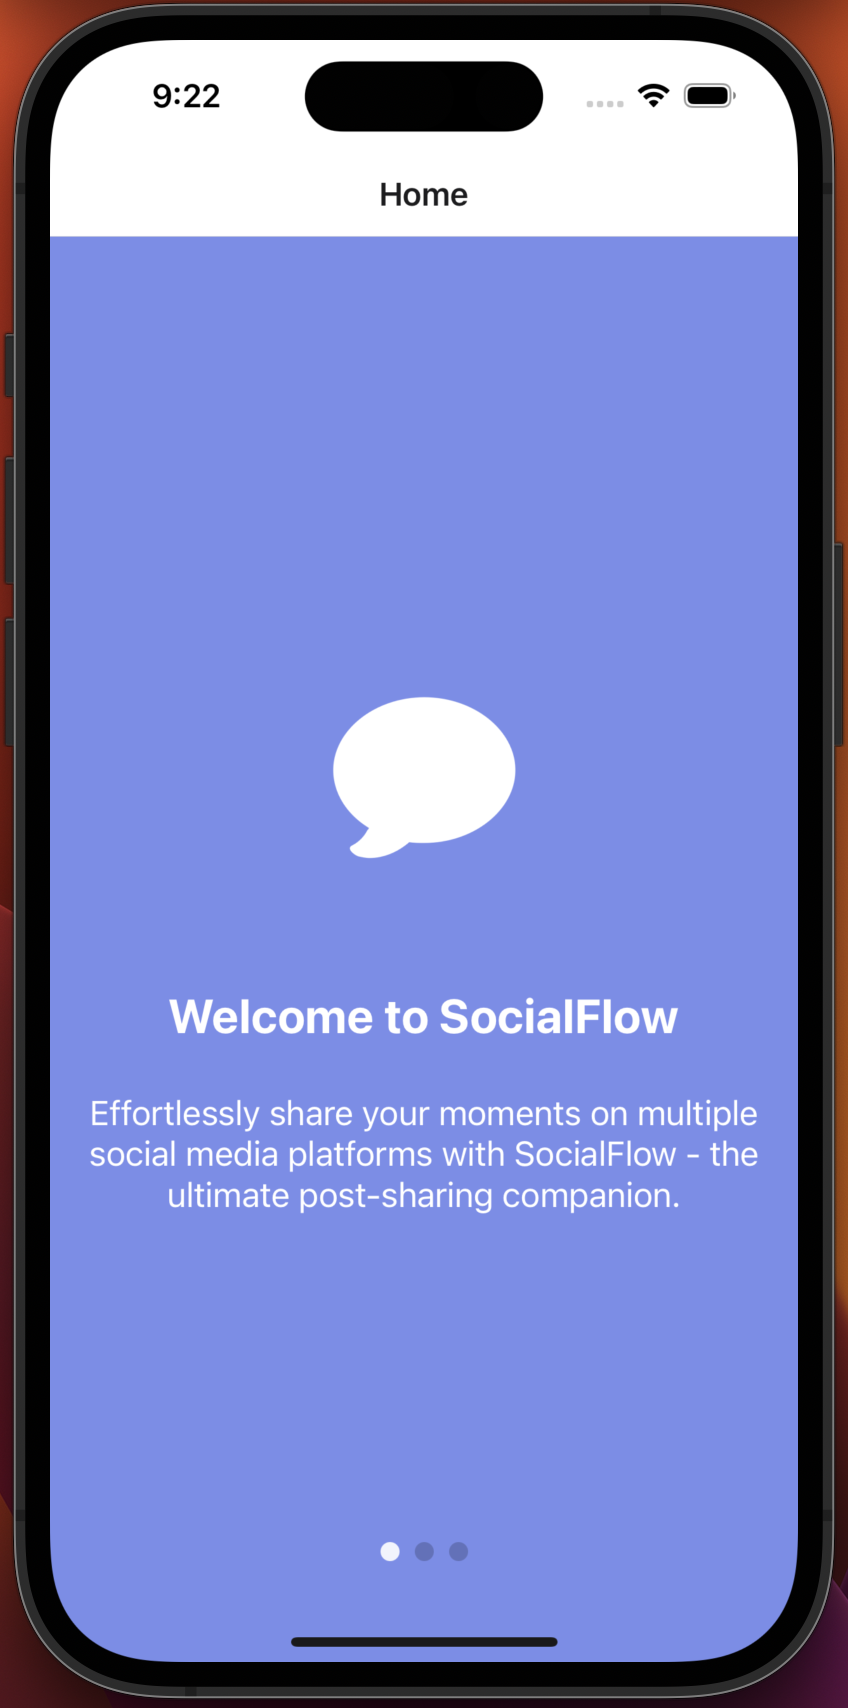 9:22
Home
Welcome to SocialFlow
Effortlessly share your moments on multiple
social media platforms with SocialFlow - the
ultimate post-sharing companion.